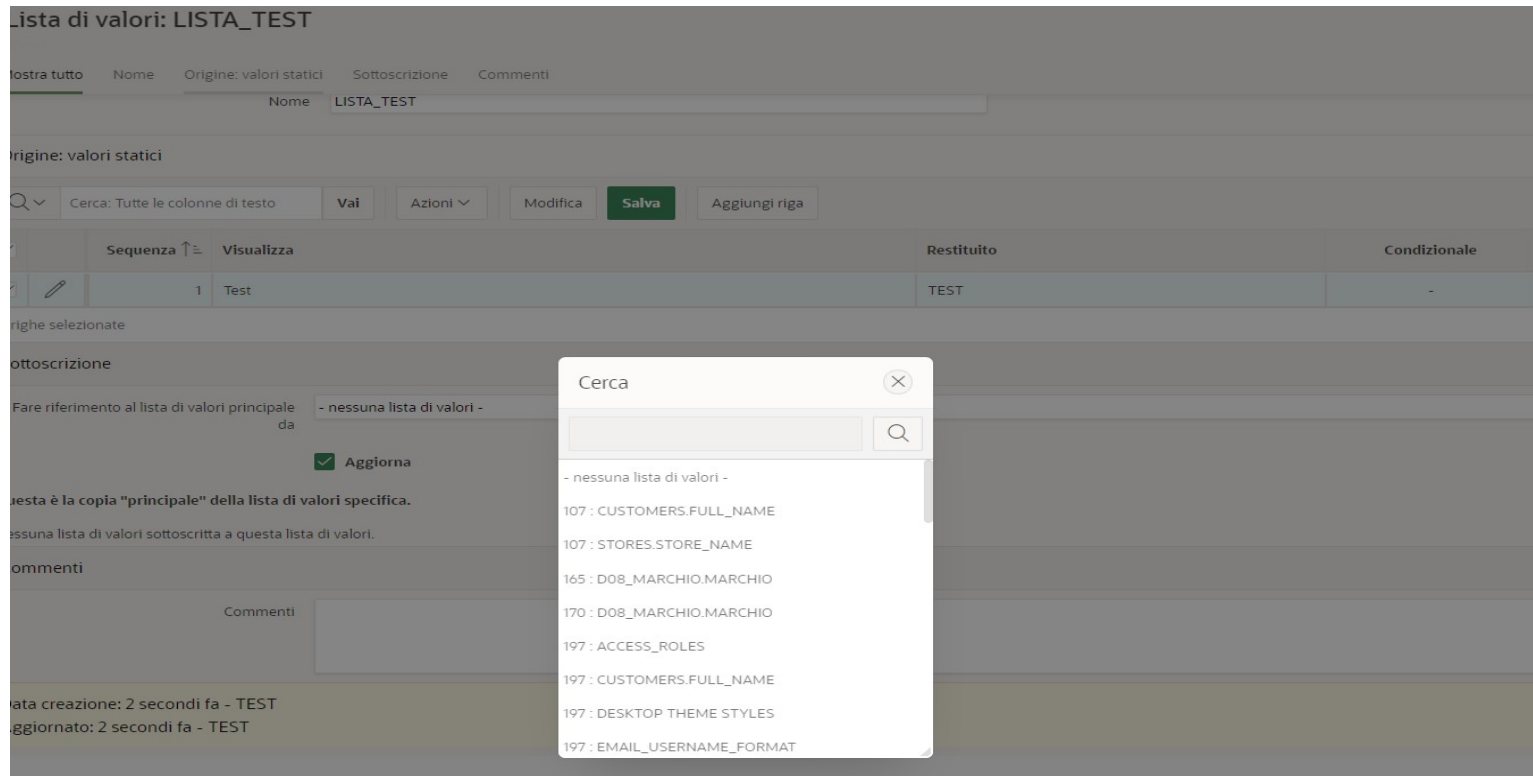 Lista di valori: LISTA_TEST
Mostra tutto Nome Origine: valori statici Sottoscrizione Commenti
Nome LISTA_TEST
Origine: valori statici
Cerca: Tutte le colonne di testo Vai Azioni Modifica Salva Aggiungi riga
Sequenza Visualizza Restituito Condizionale
1 Test TEST -
righe selezionate
Sottoscrizione
Fare riferimento al lista di valori principale - nessuna lista di valori -
da
Aggiorna
Questa è la copia "principale" della lista di valori specifica.
Nessuna lista di valori sottoscritta a questa lista di valori.
Commenti
Commenti
Data creazione: 2 secondi fa - TEST
Aggiornato: 2 secondi fa - TEST
Cerca
- nessuna lista di valori -
107 : CUSTOMERS.FULL_NAME
107 : STORES.STORE_NAME
165 : D08_MARCHIO.MARCHIO
170 : D08_MARCHIO.MARCHIO
197 : ACCESS_ROLES
197 : CUSTOMERS.FULL_NAME
197 : DESKTOP THEME STYLES
197 : EMAIL_USERNAME_FORMAT